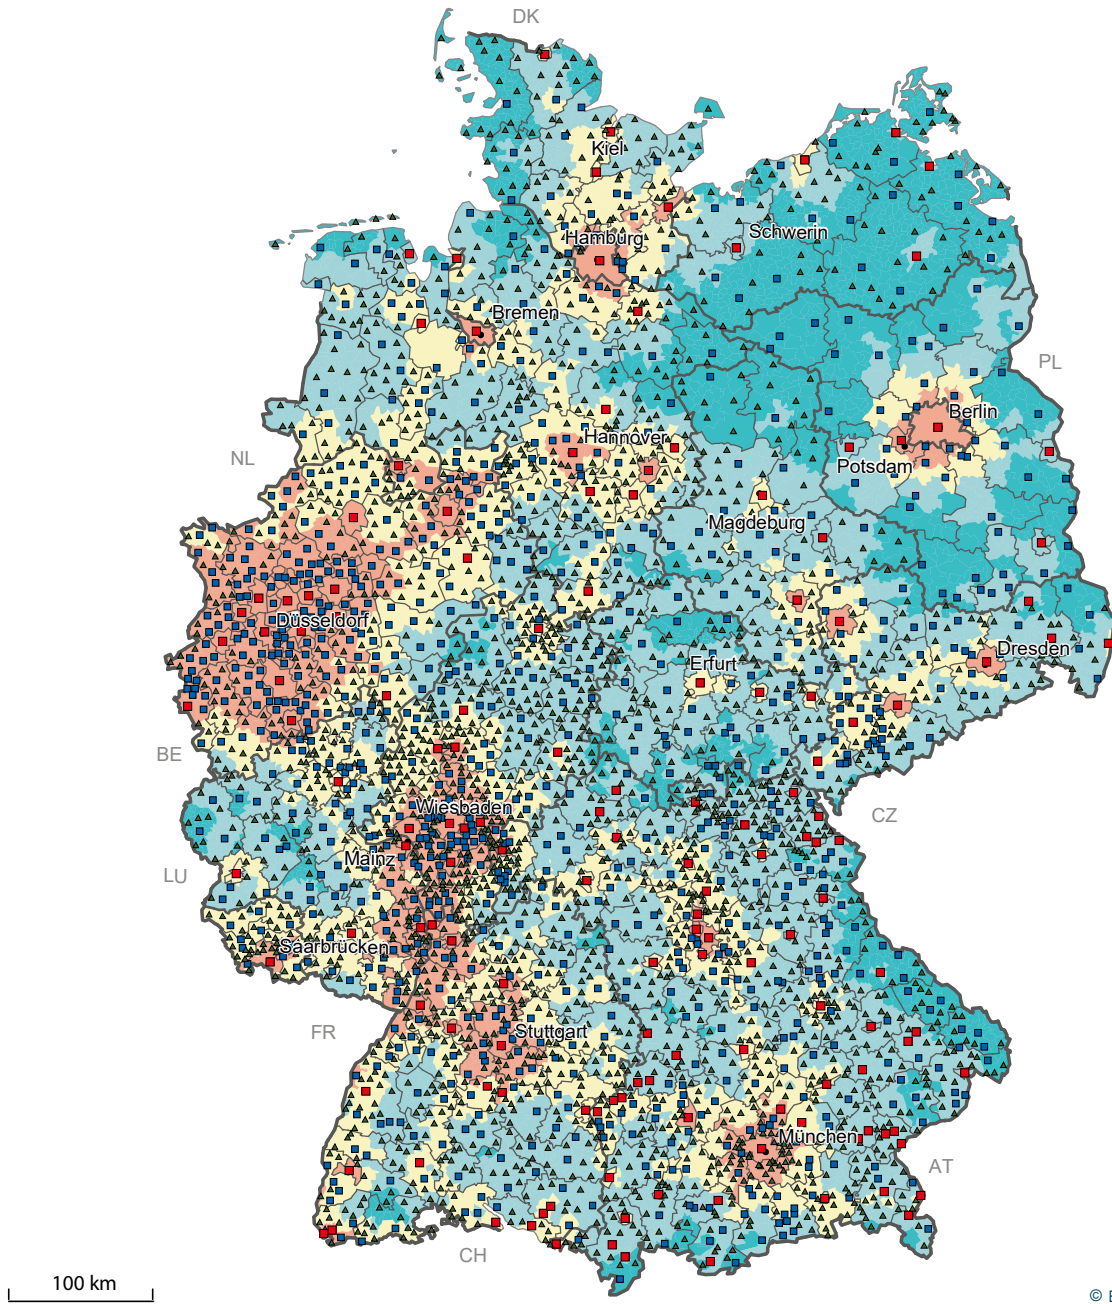 DK
Kiel
Schwerin
Hamburg
Bremen
PL
Berlin
Hannover
NL
Potsdam
Magdeburg
Düsseldorf
Dresden
Erfurt
BE
Wiesbaden
CZ
Mainz
LU
Saarbrücken
FR
Stuttgart
München
AT
CH
100 km
©